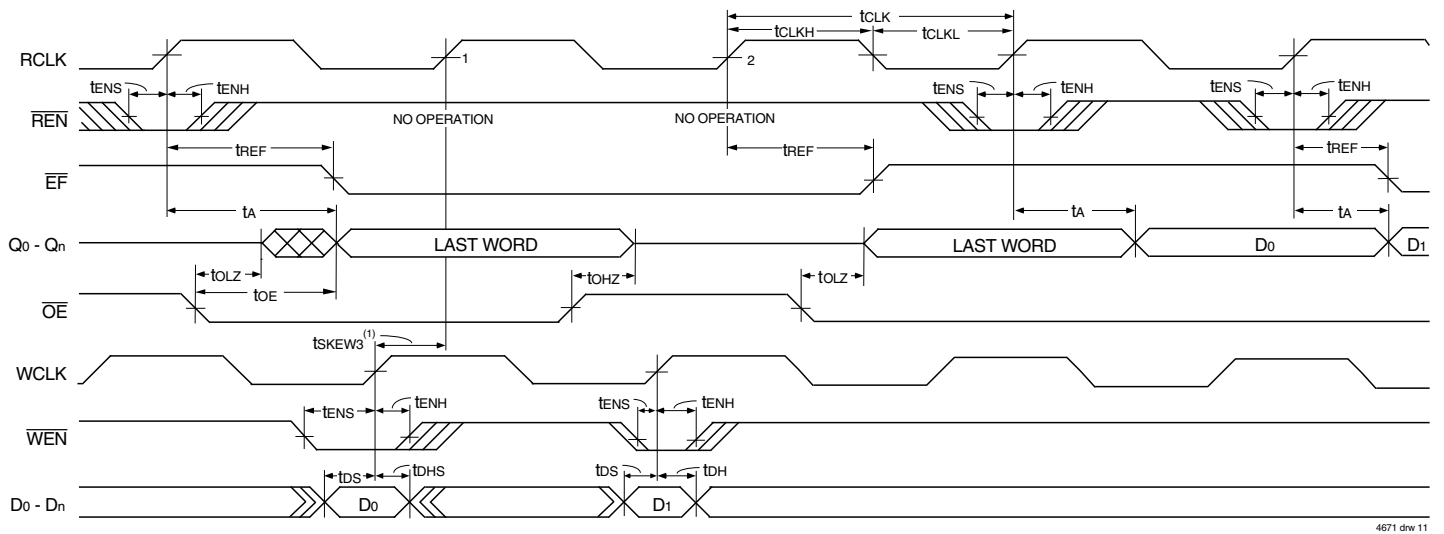 tCLK
tCLKH
tCLKL
RCLK
1
2
tENS
tENH
tENS
tENH
tENS
tENH
REN
NO OPERATION
NO OPERATION
tREF
tREF
tREF
EF
tA
tA
tA
Q0 - Qn
LAST WORD
LAST WORD
D0
D1
tOLZ
tOHZ
tOLZ
tOE
OE
tSKEW3(1)
WCLK
tENS
tENH
tENS
tENH
WEN
tDS
tDHS
tDS
tDH
D0 - Dn
D0
D1
4671 drw 11